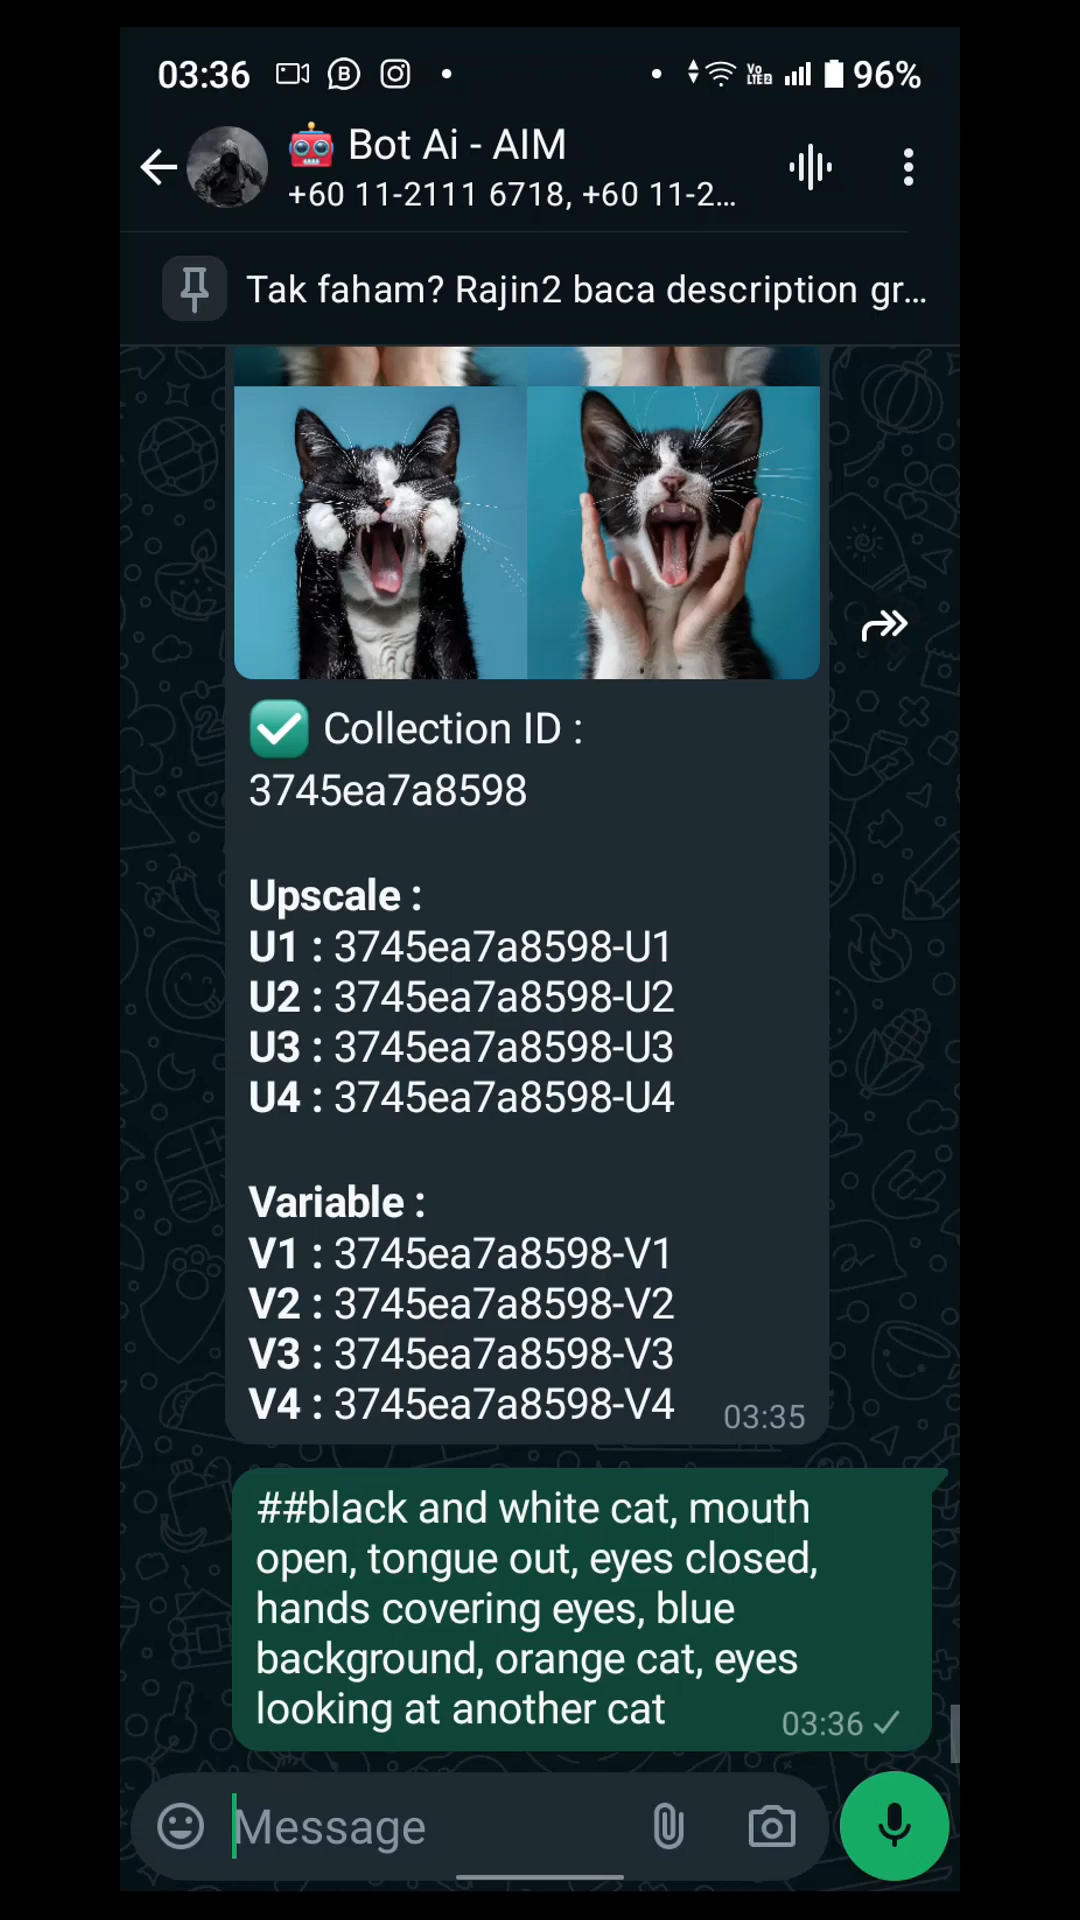 03:36
VoLTE2
96%
Bot Ai - AIM
+60 11-2111 6718, +60 11-2...
Tak faham? Rajin2 baca description gr...
Collection ID :
3745ea7a8598
Upscale :
U1 : 3745ea7a8598-U1
U2 : 3745ea7a8598-U2
U3 : 3745ea7a8598-U3
U4 : 3745ea7a8598-U4
Variable :
V1 : 3745ea7a8598-V1
V2 : 3745ea7a8598-V2
V3 : 3745ea7a8598-V3
V4 : 3745ea7a8598-V4
03:35
##black and white cat, mouth
open, tongue out, eyes closed,
hands covering eyes, blue
background, orange cat, eyes
looking at another cat
03:36
Message